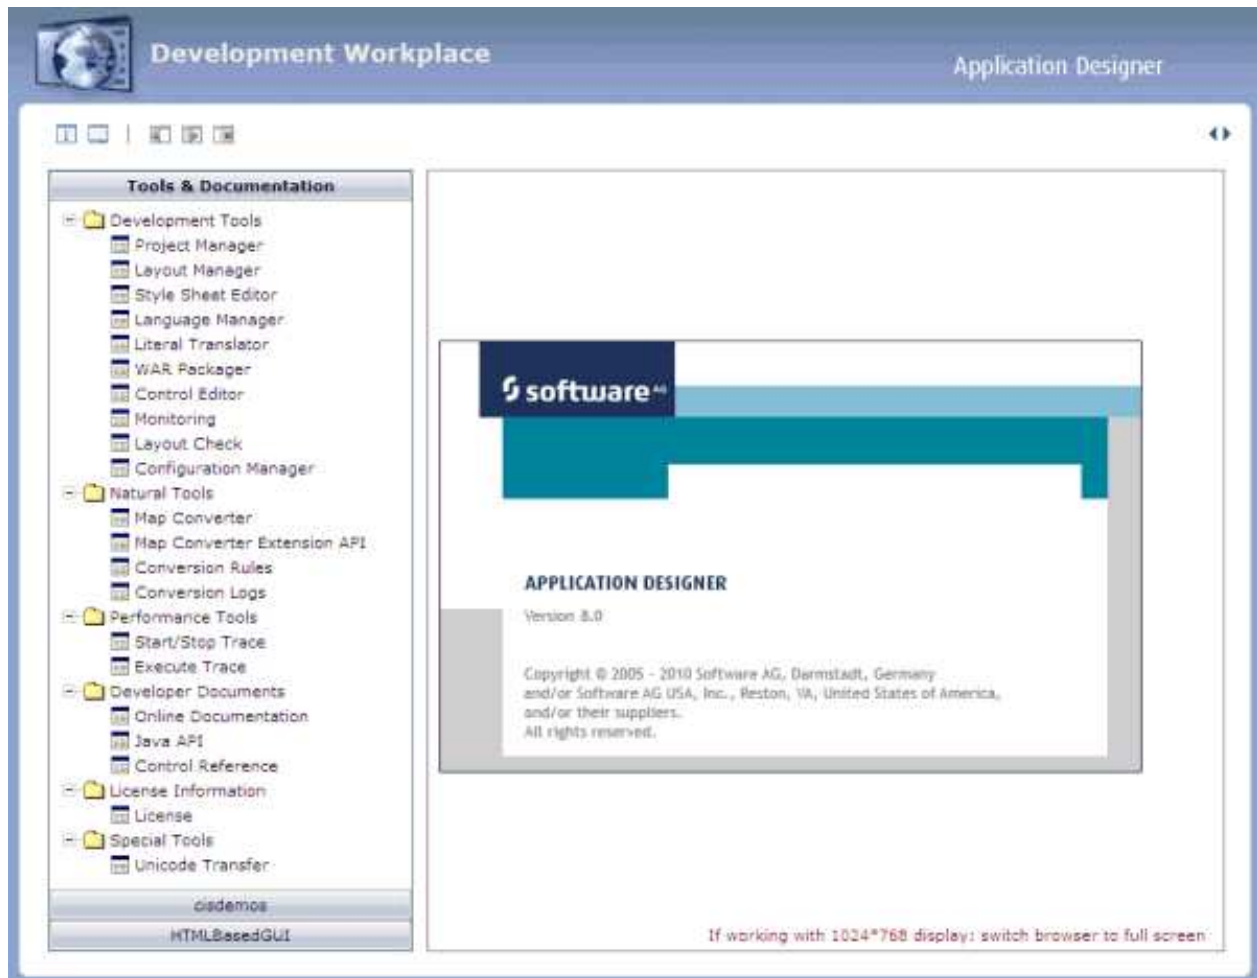 Development Workplace
Application Designer
Tools & Documentation
Development Tools
Project Manager
Layout Manager
Style Sheet Editor
Language Manager
Literal Translator
WAR Packager
Control Editor
Monitoring
Layout Check
Configuration Manager
Natural Tools
Map Converter
Map Converter Extension API
Conversion Rules
Conversion Logs
Performance Tools
Start/Stop Trace
Execute Trace
Developer Documents
Online Documentation
Java API
Control Reference
License Information
License
Special Tools
Unicode Transfer
cisdemos
HTMLBasedGUI
software AG
APPLICATION DESIGNER
Version 8.0
Copyright © 2005 - 2010 Software AG, Darmstadt, Germany
and/or Software AG USA, Inc., Reston, VA, United States of America,
and/or their suppliers.
All rights reserved.
If working with 1024*768 display: switch browser to full screen